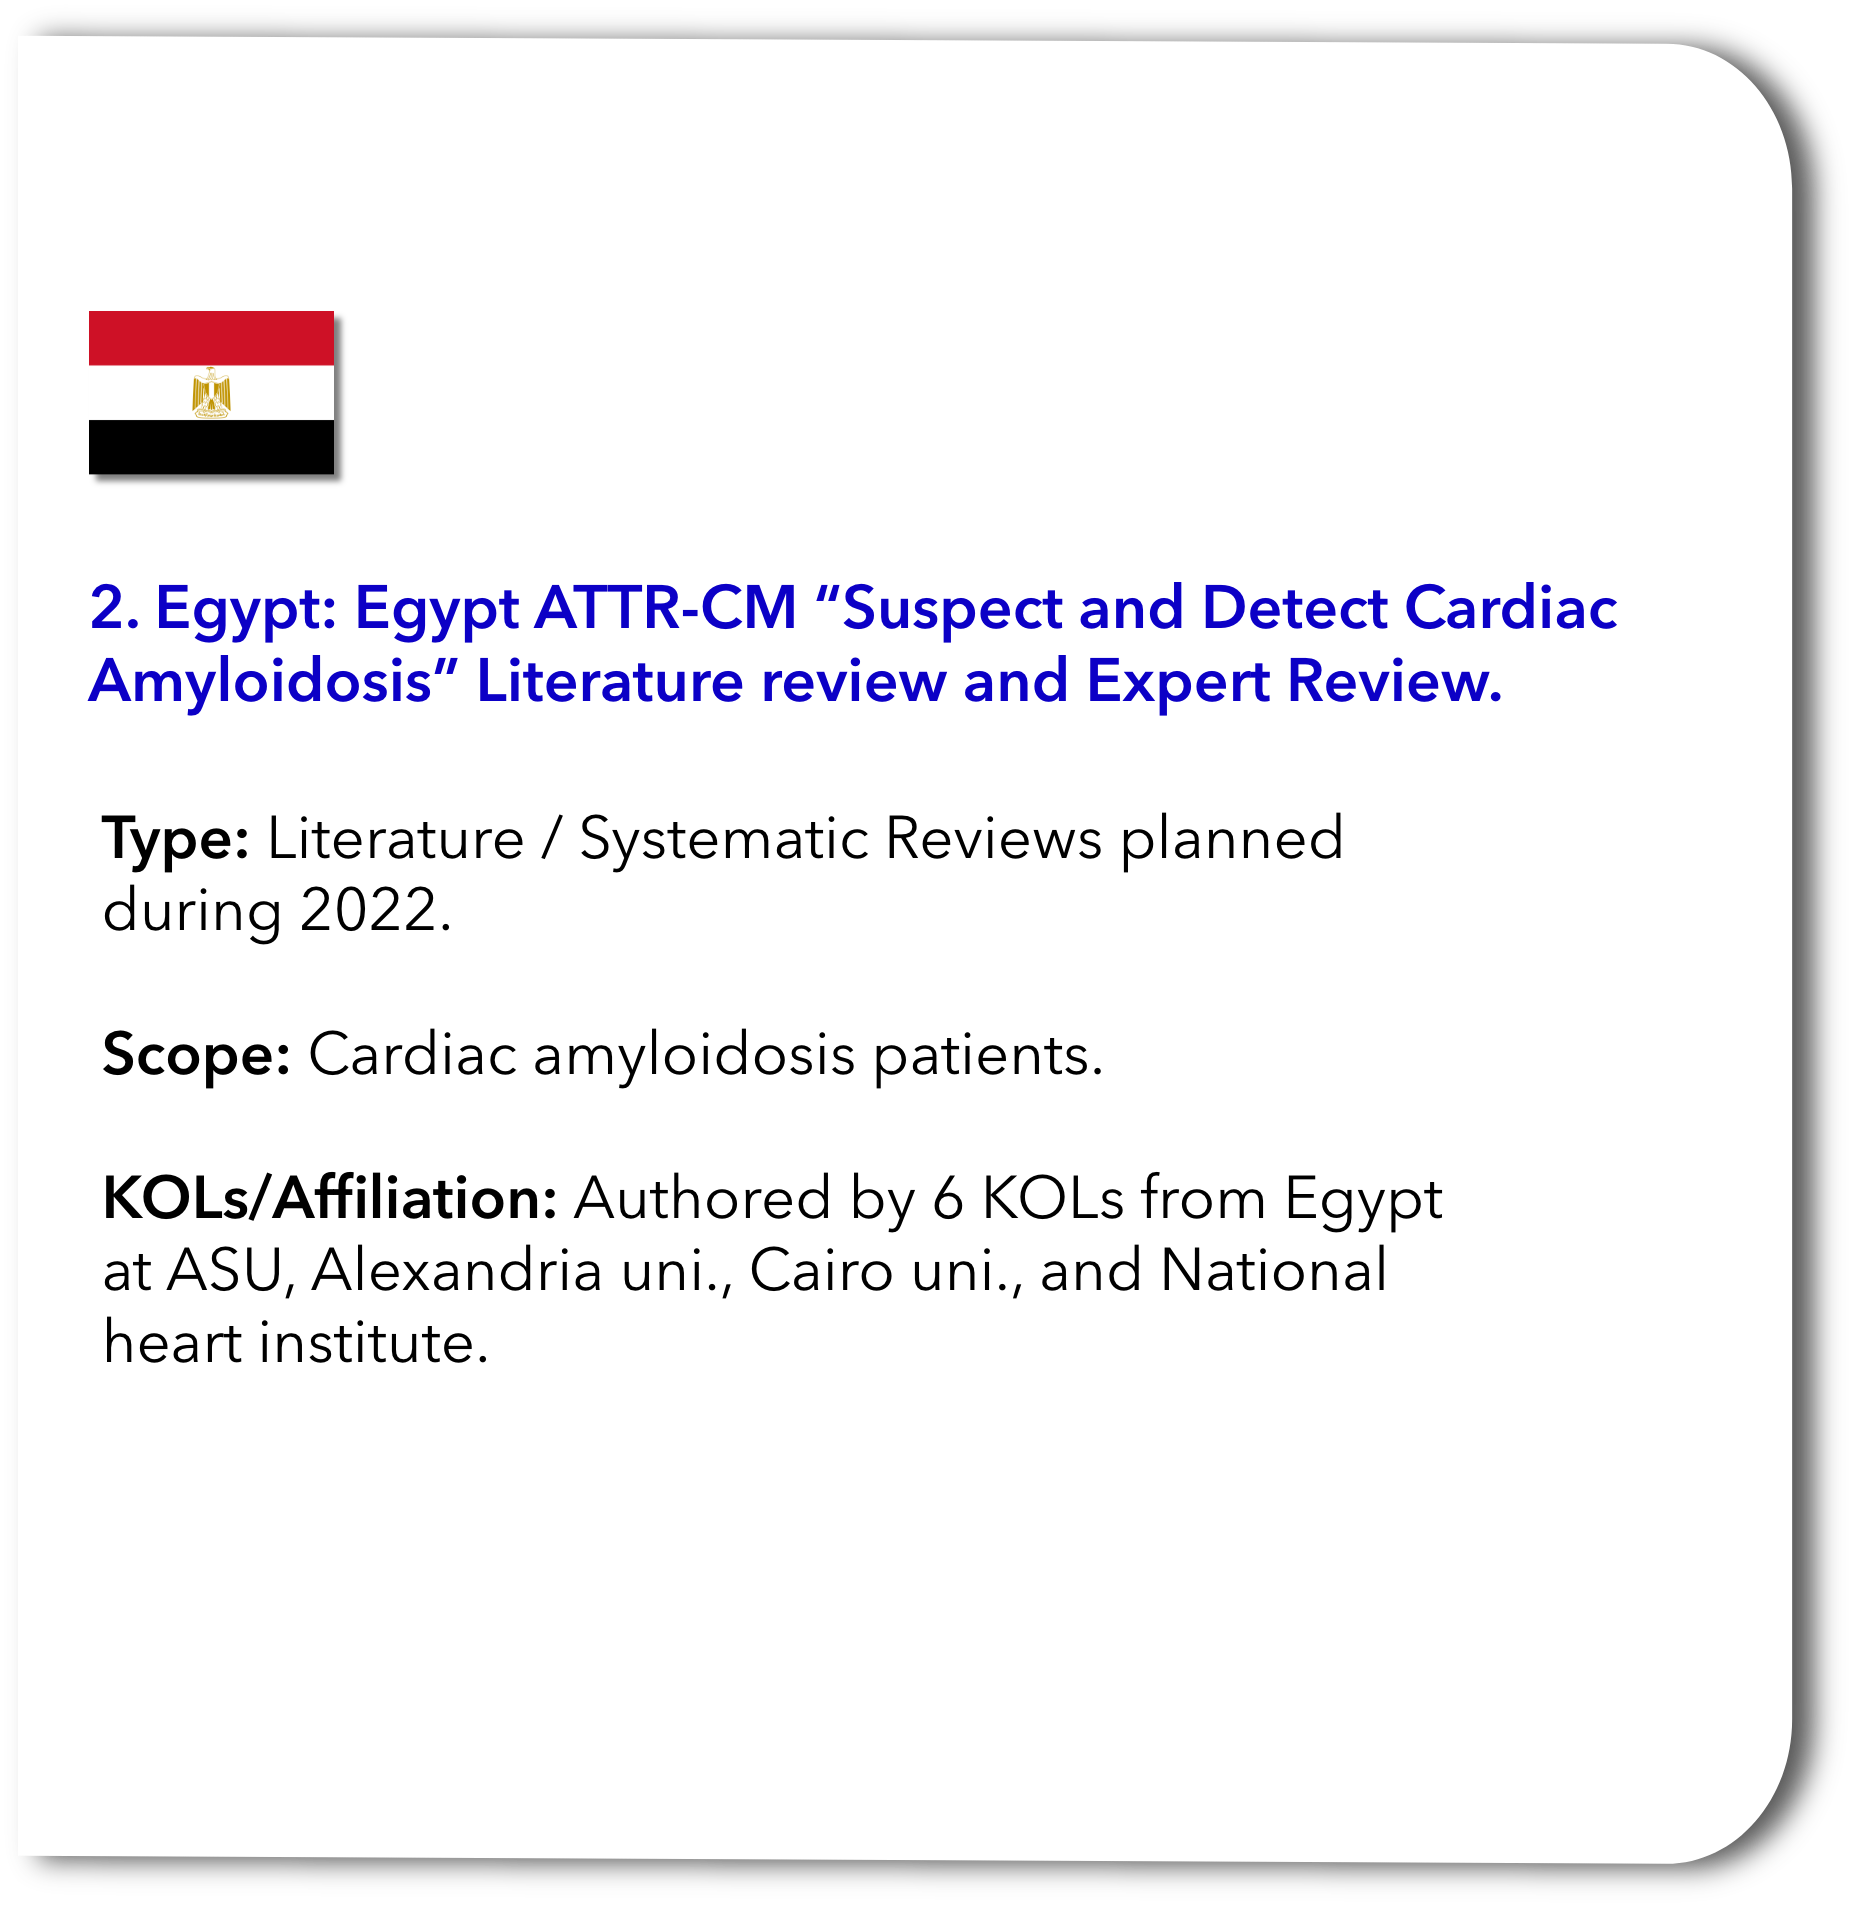 2. Egypt: Egypt ATTR-CM “Suspect and Detect Cardiac
Amyloidosis” Literature review and Expert Review.
Type: Literature / Systematic Reviews planned
during 2022.
Scope: Cardiac amyloidosis patients.
KOLs/Affiliation: Authored by 6 KOLs from Egypt
at ASU, Alexandria uni., Cairo uni., and National
heart institute.